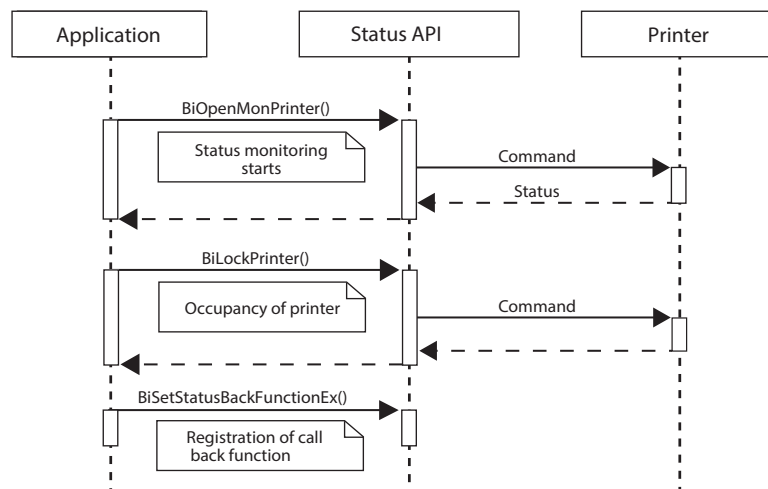 Application
Status API
Printer
BiOpenMonPrinter()
Status monitoring
starts
Command
Status
BiLockPrinter()
Occupancy of printer
Command
BiSetStatusBackFunctionEx()
Registration of call
back function